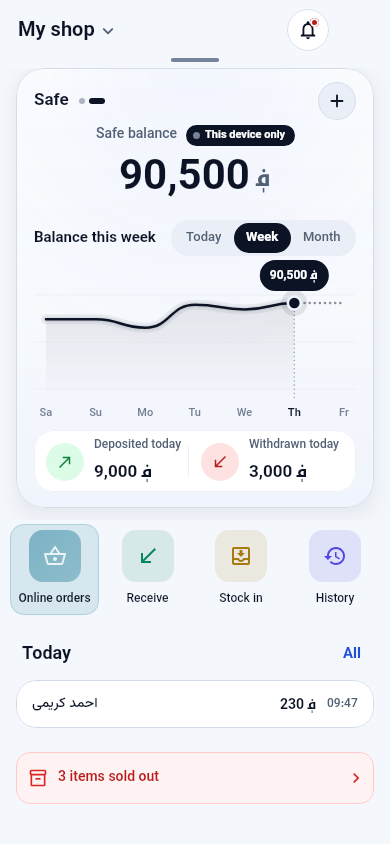 My shop
Safe
Safe balance This device only
90,500 ؋
Balance this week Today Week Month
90,500 ؋
Sa Su Mo Tu We Th Fr
Deposited today Withdrawn today
9,000 ؋ 3,000 ؋
Online orders Receive Stock in History
Today All
احمد کریمی 230 ؋ 09:47
3 items sold out